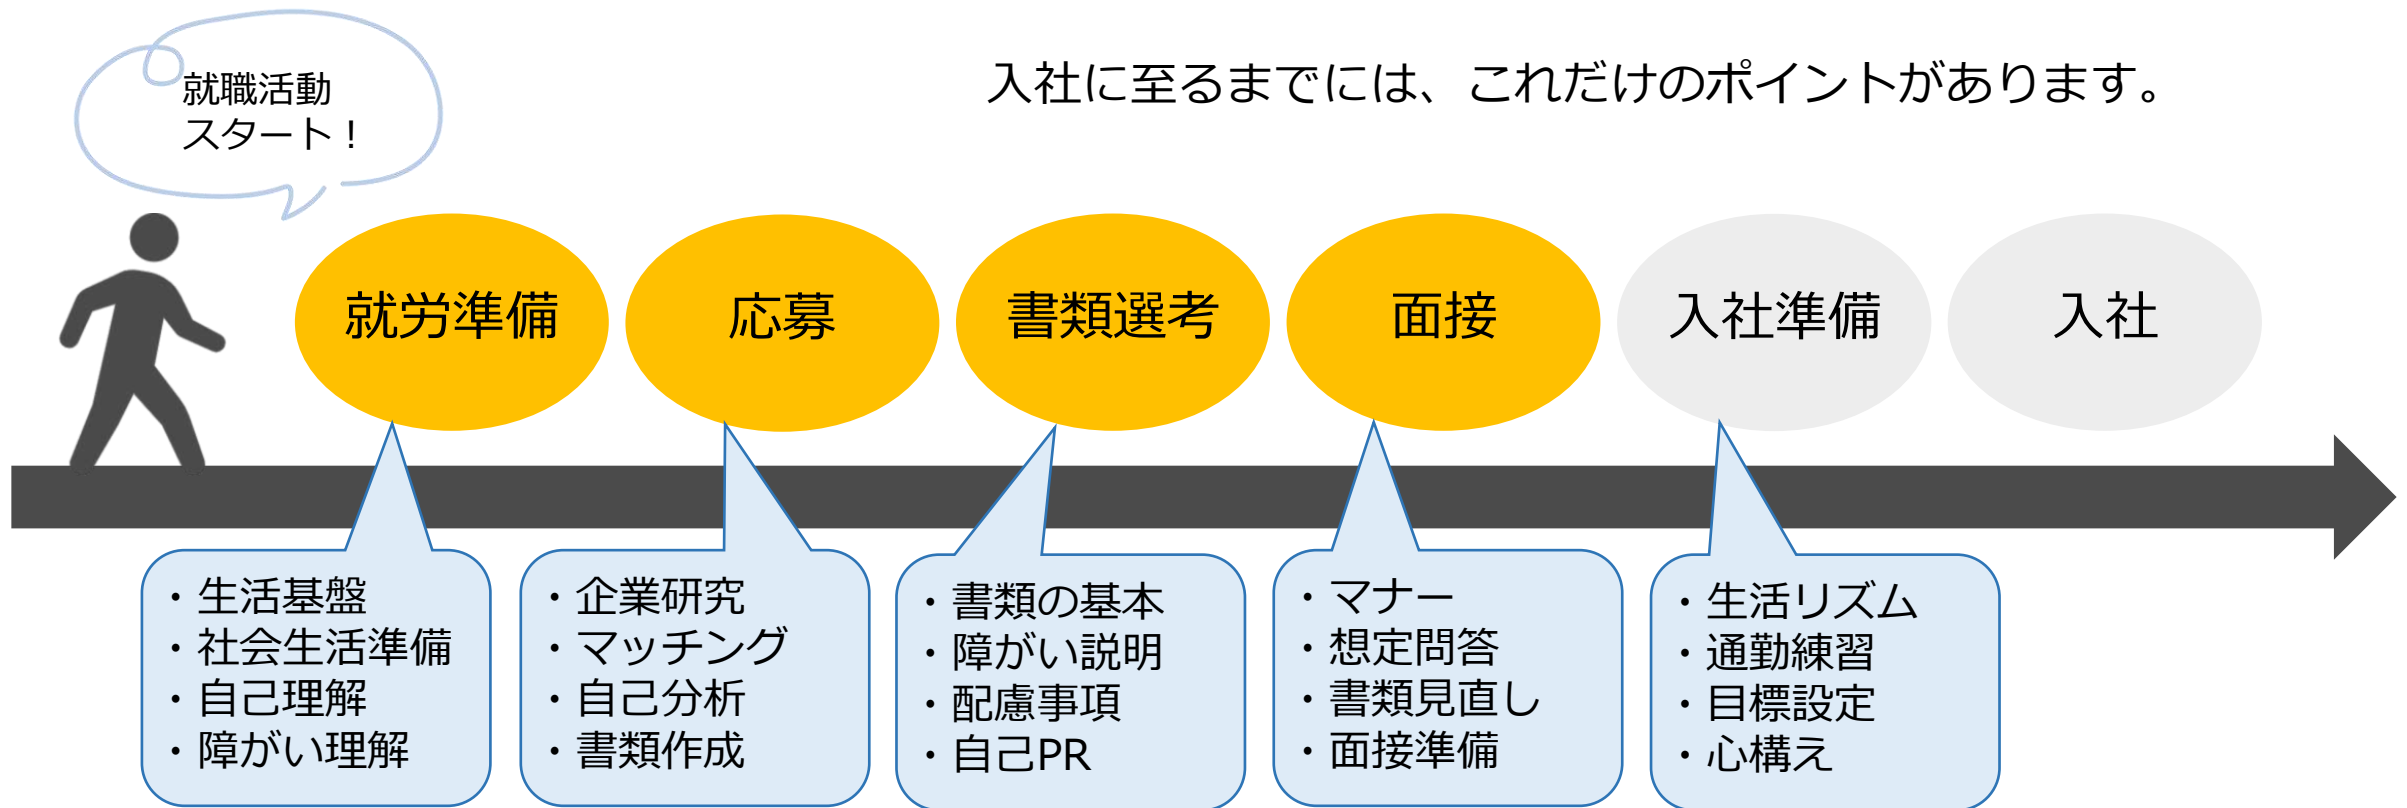 就職活動
スタート！
入社に至るまでには、これだけのポイントがあります。
就労準備
応募
書類選考
面接
入社準備
入社
・生活基盤
・社会生活準備
・自己理解
・障がい理解
・企業研究
・マッチング
・自己分析
・書類作成
・書類の基本
・障がい説明
・配慮事項
・自己PR
・マナー
・想定問答
・書類見直し
・面接準備
・生活リズム
・通勤練習
・目標設定
・心構え